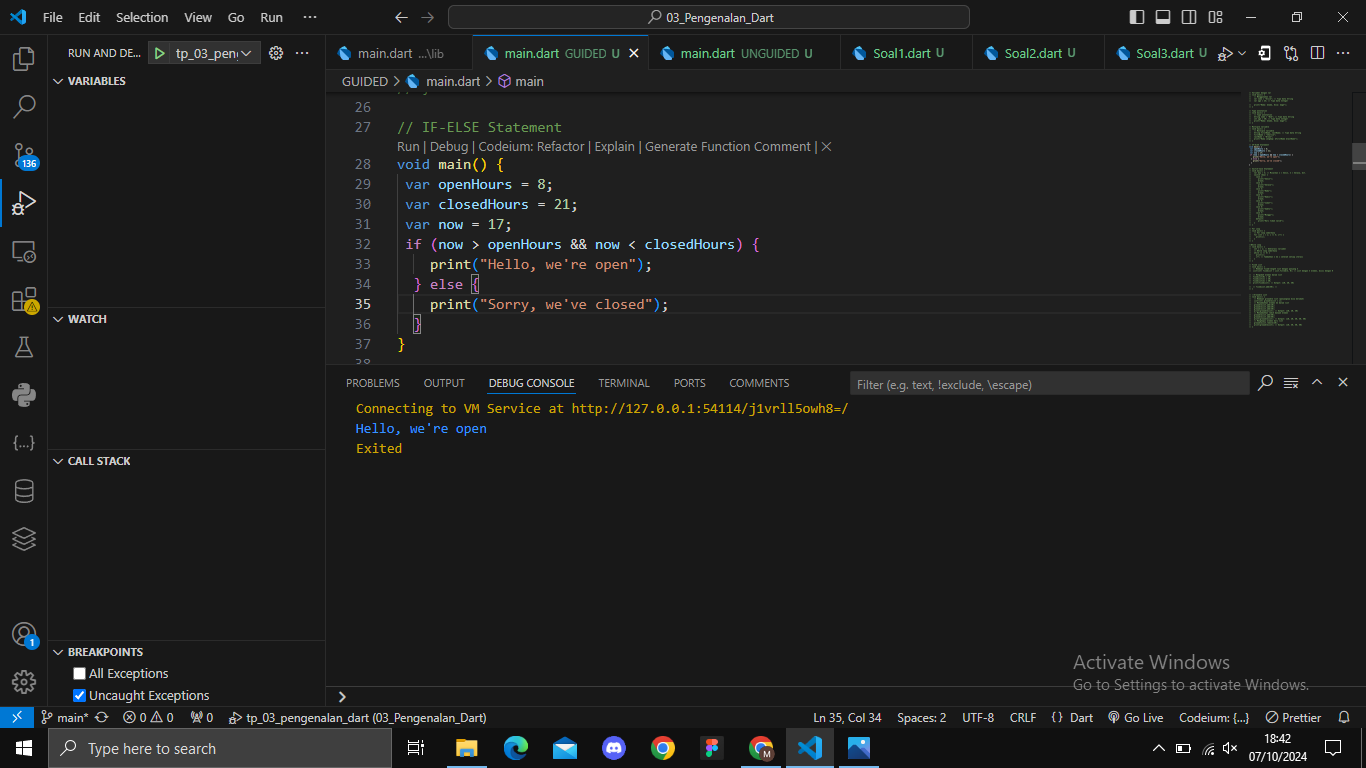 File Edit Selection View Go Run ··· 03_Pengenalan_Dart
RUN AND DE... tp_03_pen ···
main.dart ...\lib main.dart GUIDED U main.dart UNGUIDED U Soal1.dart U Soal2.dart U Soal3.dart U ···
GUIDED > main.dart > main
VARIABLES
26
27 // IF-ELSE Statement
Run | Debug | Codeium: Refactor | Explain | Generate Function Comment | ×
28 void main() {
29 var openHours = 8;
30 var closedHours = 21;
31 var now = 17;
32 if (now > openHours && now < closedHours) {
33 print("Hello, we're open");
34 } else {
35 print("Sorry, we've closed");
36 }
37 }
38
WATCH
CALL STACK
BREAKPOINTS
All Exceptions
Uncaught Exceptions
PROBLEMS OUTPUT DEBUG CONSOLE TERMINAL PORTS COMMENTS Filter (e.g. text, !exclude, \escape)
Connecting to VM Service at http://127.0.0.1:54114/j1vrll5owh8=/
Hello, we're open
Exited
136
1
Activate Windows
Go to Settings to activate Windows.
main* 0 0 0 tp_03_pengenalan_dart (03_Pengenalan_Dart) Ln 35, Col 34 Spaces: 2 UTF-8 CRLF {} Dart Go Live Codeium: {...} Prettier
Type here to search
M
18:42
07/10/2024